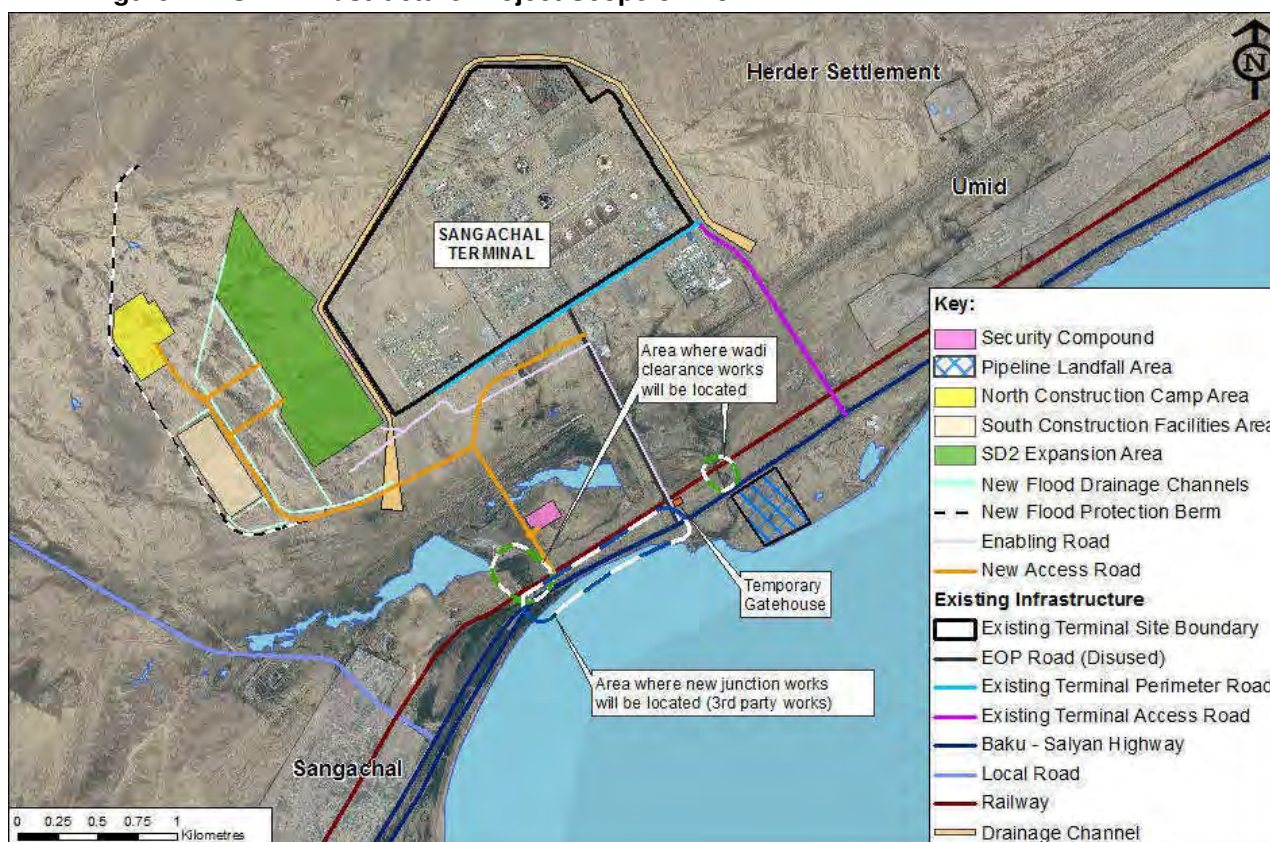 Herder Settlement
N
Umid
SANGACHAL
TERMINAL
Area where wadi
clearance works
will be located
Temporary
Gatehouse
Area where new junction works
will be located (3rd party works)
Sangachal
0 0.25 0.5 0.75 1
Kilometres
Key:
Security Compound
Pipeline Landfall Area
North Construction Camp Area
South Construction Facilities Area
SD2 Expansion Area
New Flood Drainage Channels
New Flood Protection Berm
Enabling Road
New Access Road
Existing Infrastructure
Existing Terminal Site Boundary
EOP Road (Disused)
Existing Terminal Perimeter Road
Existing Terminal Access Road
Baku - Salyan Highway
Local Road
Railway
Drainage Channel